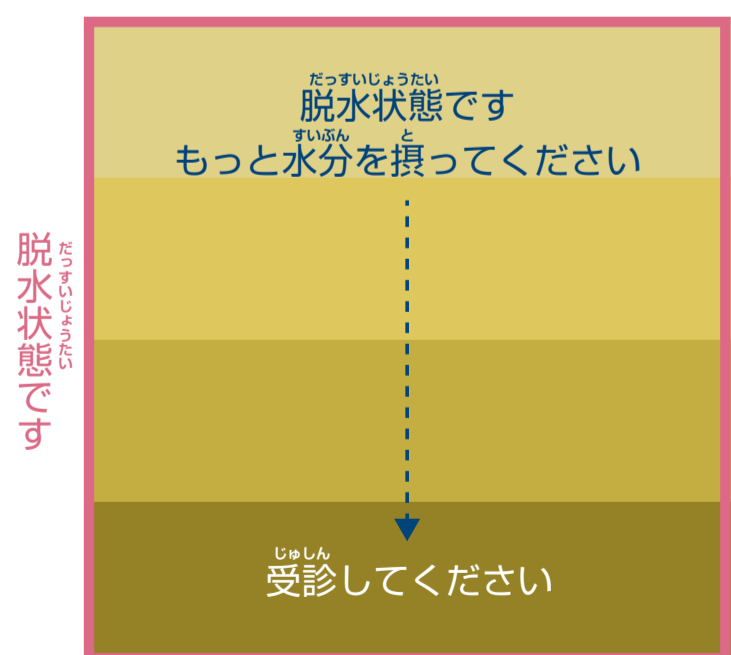 だっすいじょうたい
脱水状態です
すいぶん と
もっと水分を摂ってください
脱水状態です
だっすいじょうたい
じゅしん
受診してください